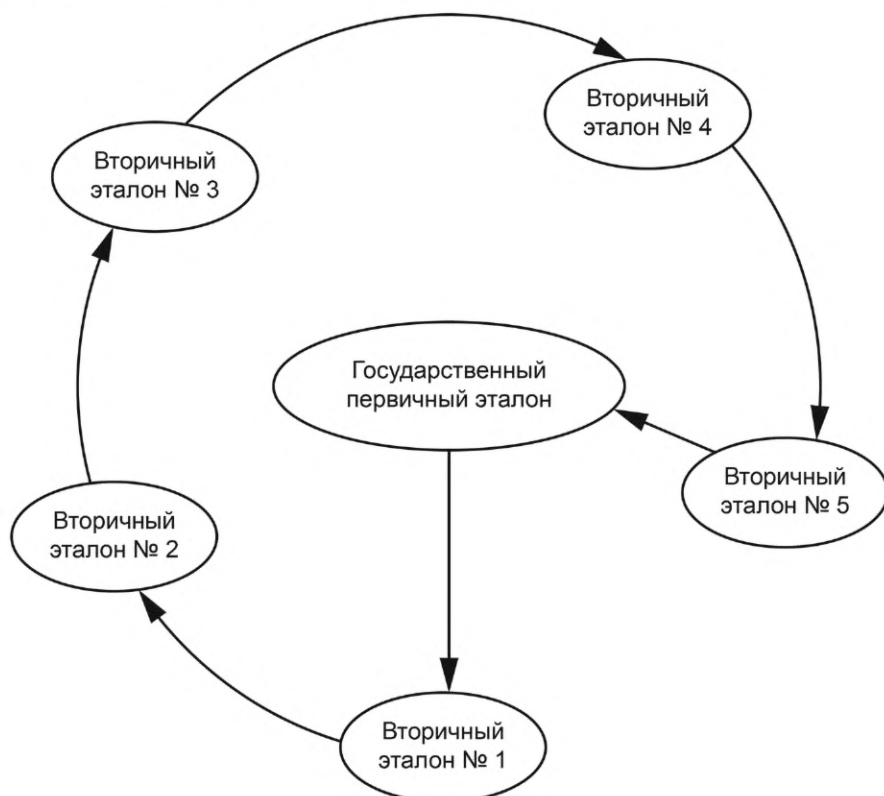 Вторичный
эталон № 4
Вторичный
эталон № 3
Государственный
первичный эталон
Вторичный
эталон № 5
Вторичный
эталон № 2
Вторичный
эталон № 1